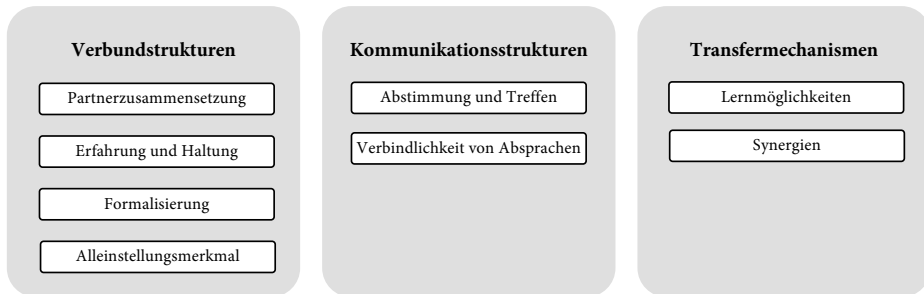 Verbundstrukturen
Partnerzusammensetzung
Erfahrung und Haltung
Formalisierung
Alleinstellungsmerkmal
Kommunikationsstrukturen
Abstimmung und Treffen
Verbindlichkeit von Absprachen
Transfermechanismen
Lernmöglichkeiten
Synergien